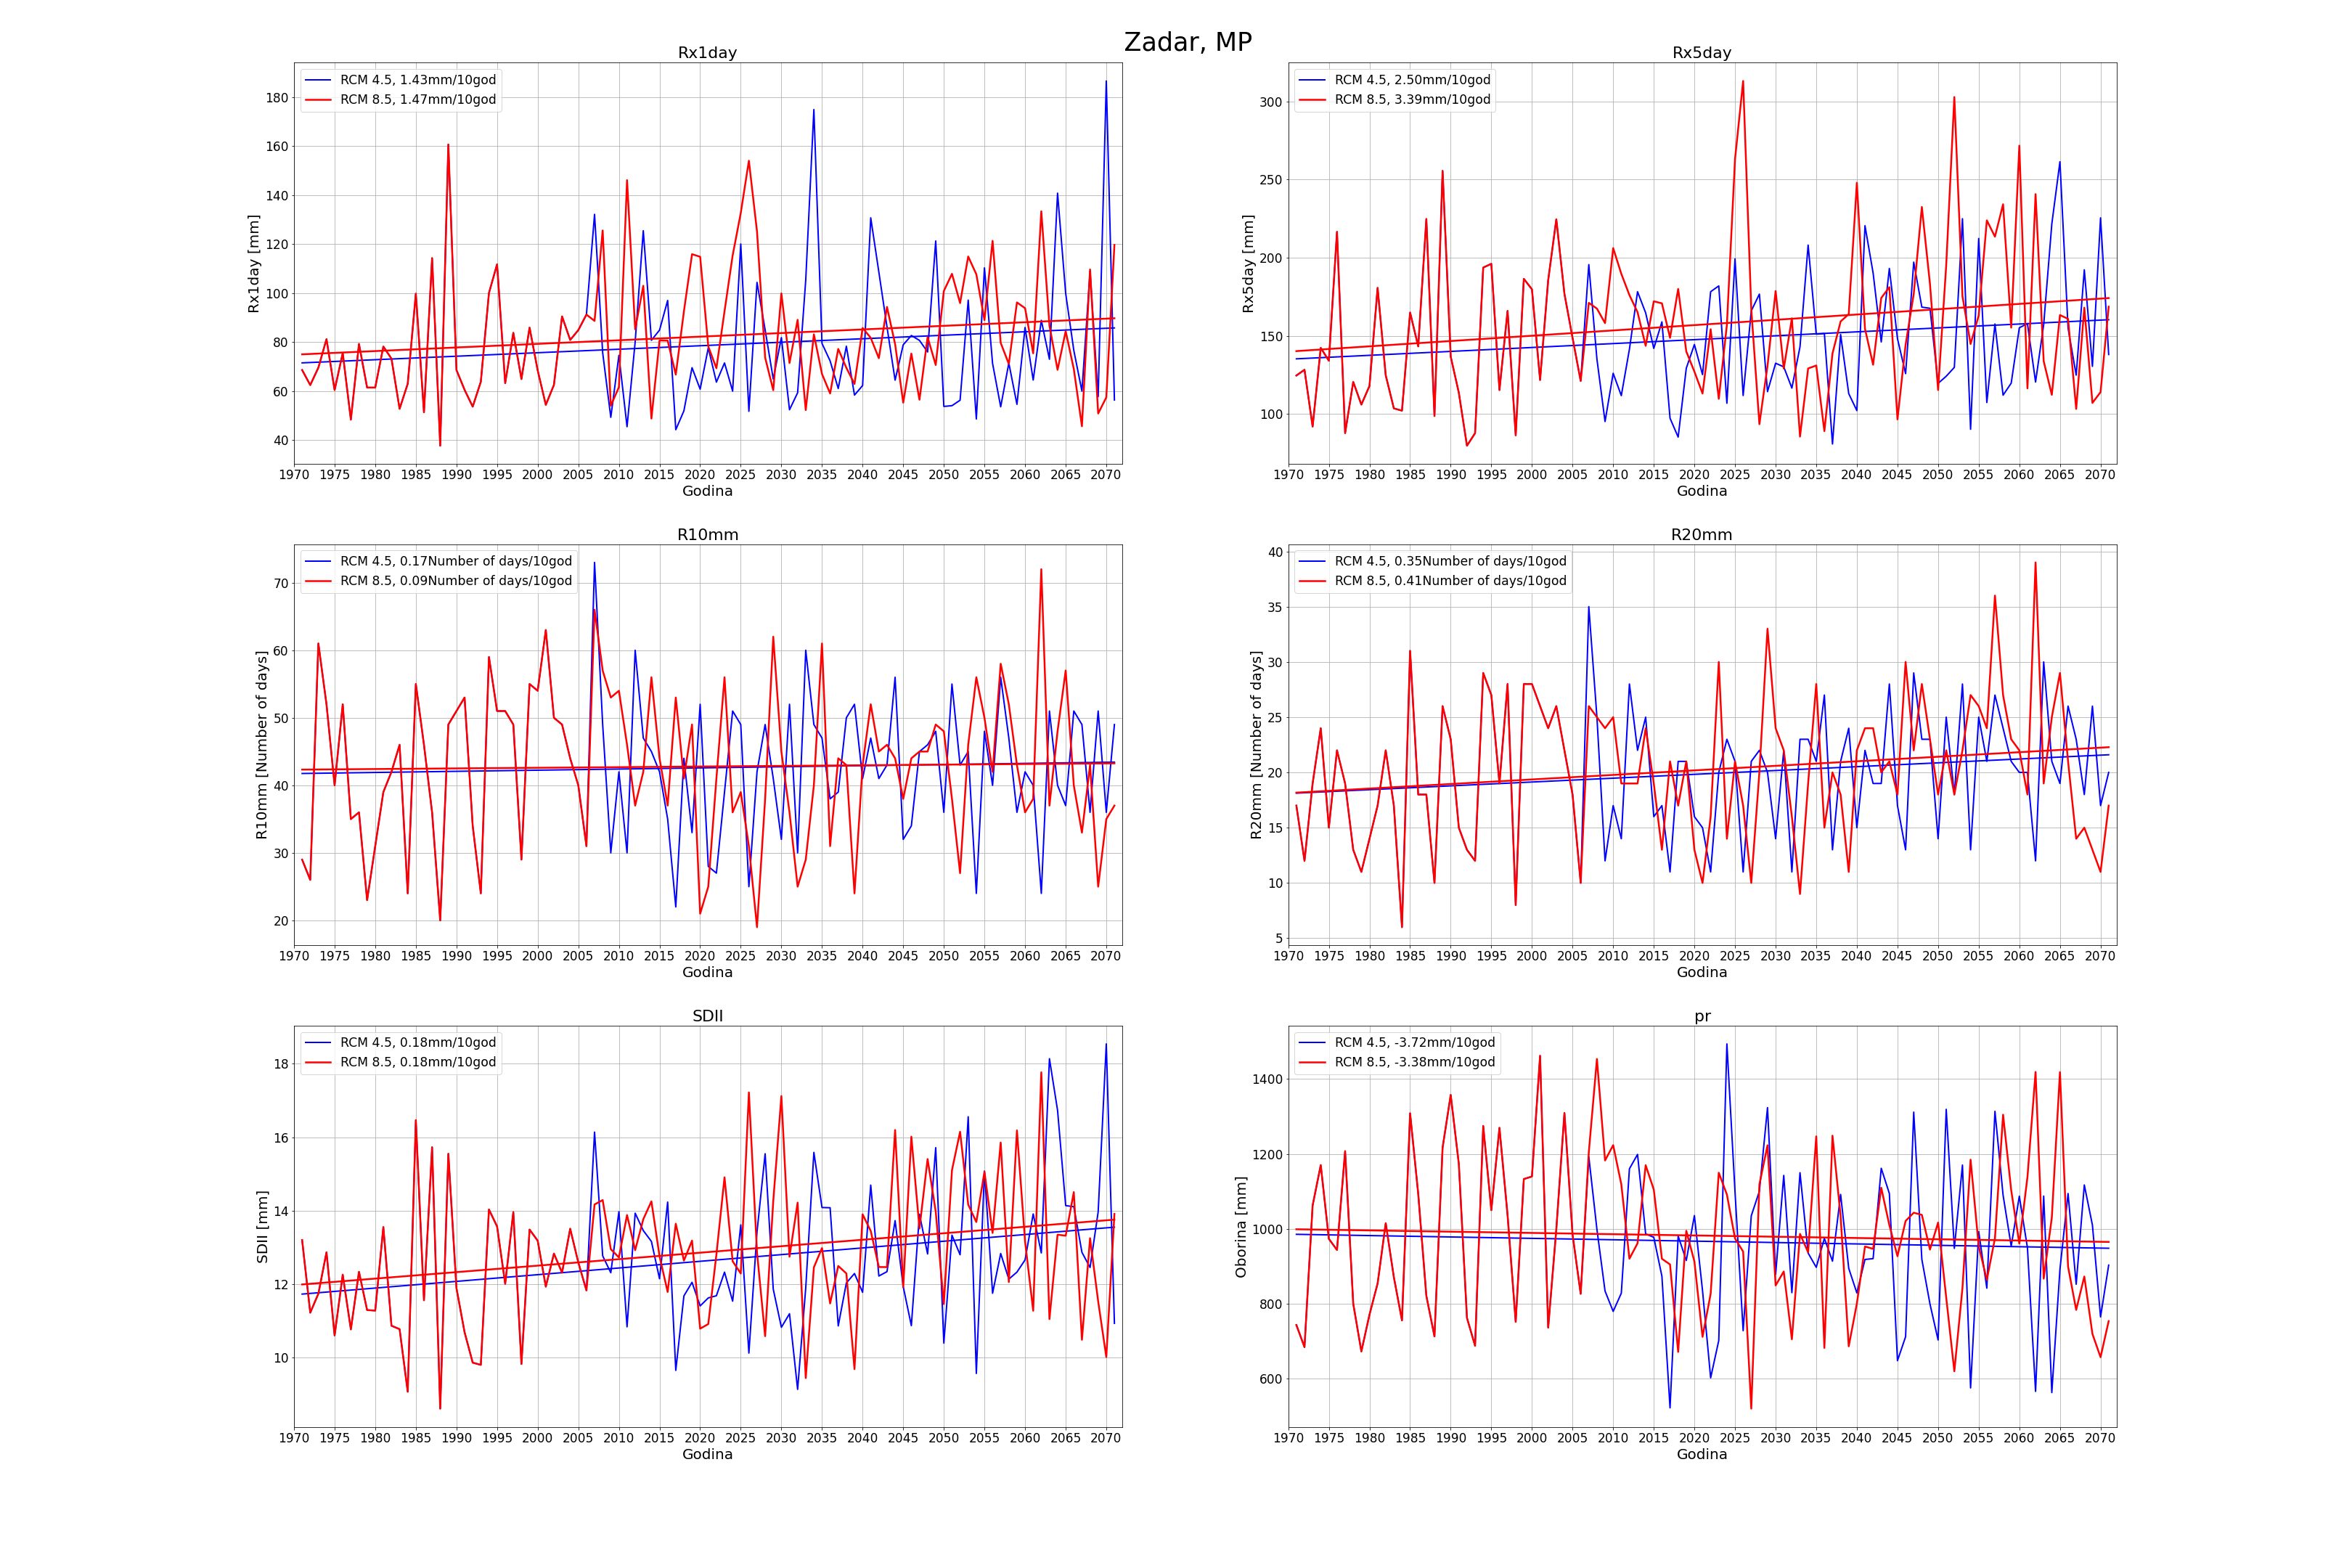 Zadar, MP
Rx1day
RCM 4.5, 1.43mm/10god
RCM 8.5, 1.47mm/10god
Rx1day [mm]
180
160
140
120
100
80
60
40
1970 1975 1980 1985 1990 1995 2000 2005 2010 2015 2020 2025 2030 2035 2040 2045 2050 2055 2060 2065 2070
Godina
Rx5day
RCM 4.5, 2.50mm/10god
RCM 8.5, 3.39mm/10god
Rx5day [mm]
300
250
200
150
100
1970 1975 1980 1985 1990 1995 2000 2005 2010 2015 2020 2025 2030 2035 2040 2045 2050 2055 2060 2065 2070
Godina
R10mm
RCM 4.5, 0.17Number of days/10god
RCM 8.5, 0.09Number of days/10god
R10mm [Number of days]
70
60
50
40
30
20
1970 1975 1980 1985 1990 1995 2000 2005 2010 2015 2020 2025 2030 2035 2040 2045 2050 2055 2060 2065 2070
Godina
R20mm
RCM 4.5, 0.35Number of days/10god
RCM 8.5, 0.41Number of days/10god
R20mm [Number of days]
40
35
30
25
20
15
10
5
1970 1975 1980 1985 1990 1995 2000 2005 2010 2015 2020 2025 2030 2035 2040 2045 2050 2055 2060 2065 2070
Godina
SDII
RCM 4.5, 0.18mm/10god
RCM 8.5, 0.18mm/10god
SDII [mm]
18
16
14
12
10
1970 1975 1980 1985 1990 1995 2000 2005 2010 2015 2020 2025 2030 2035 2040 2045 2050 2055 2060 2065 2070
Godina
pr
RCM 4.5, -3.72mm/10god
RCM 8.5, -3.38mm/10god
Oborina [mm]
1400
1200
1000
800
600
1970 1975 1980 1985 1990 1995 2000 2005 2010 2015 2020 2025 2030 2035 2040 2045 2050 2055 2060 2065 2070
Godina